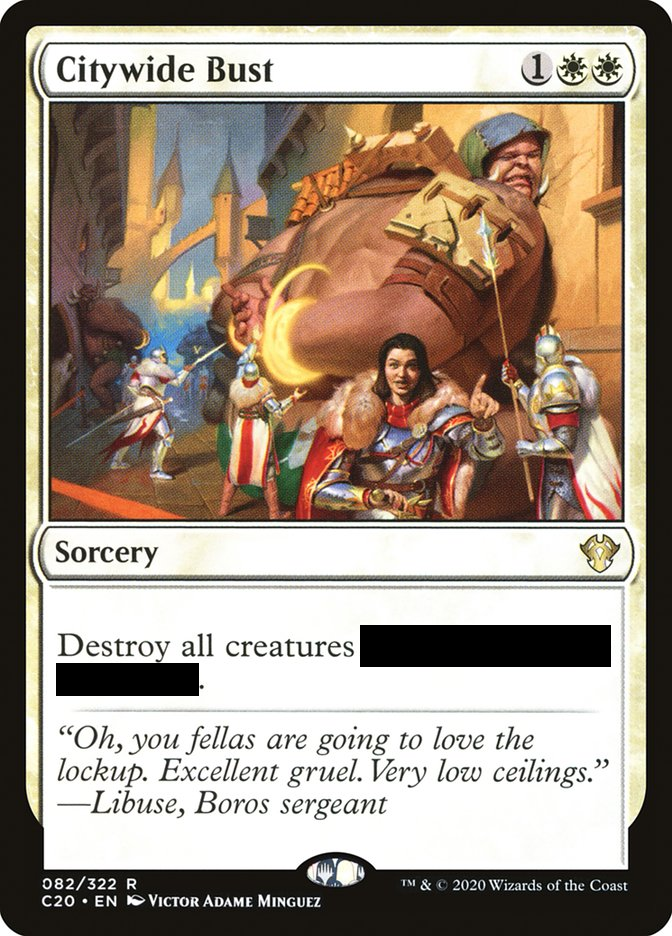 Citywide Bust 1
Sorcery
Destroy all creatures
.
“Oh, you fellas are going to love the
lockup. Excellent gruel. Very low ceilings.”
—Libuse, Boros sergeant
082/322 R ™ & © 2020 Wizards of the Coast
C20 • EN Victor Adame Minguez